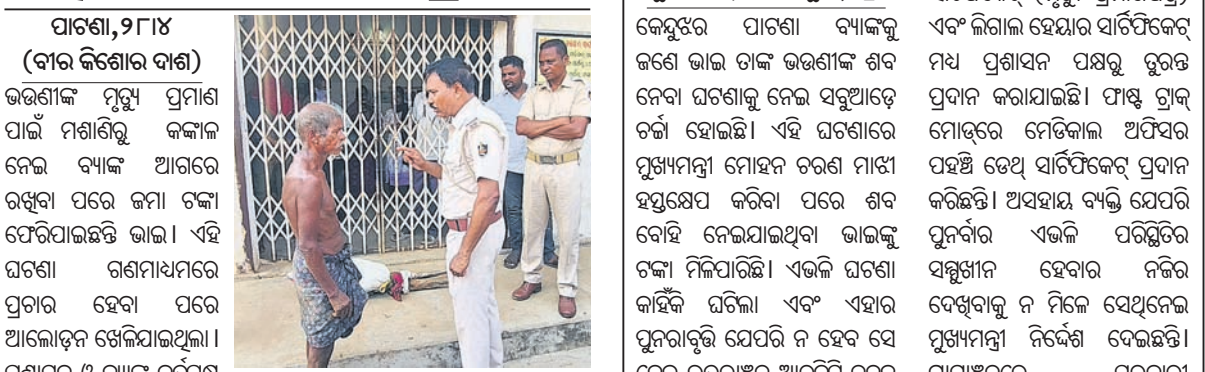 ପାଟଣା,୨୮ା୪
(ବୀର କିଶୋର ଦାଶ)
ଭଉଣୀଙ୍କ ମୃତ୍ୟୁ ପ୍ରମାଣ
ପାଇଁ ମଶାଣିରୁ କଙ୍କାଳ
ନେଇ ବ୍ୟାଙ୍କ ଆଗରେ
ରଖିବା ପରେ ଜମା ଟଙ୍କା
ଫେରିପାଇଛନ୍ତି ଭାଇ। ଏହି
ଘଟଣା ଗଣମାଧ୍ୟମରେ
ପ୍ରଚାର ହେବା ପରେ
ଆଲୋଡ଼ନ ଖେଳିଯାଇଥିଲା।
କେନ୍ଦୁଝର ପାଟଣା ବ୍ୟାଙ୍କକୁ
ଜଣେ ଭାଇ ତାଙ୍କ ଭଉଣୀଙ୍କ ଶବ
ନେବା ଘଟଣାକୁ ନେଇ ସବୁଆଡ଼େ
ଚର୍ଚ୍ଚା ହୋଇଛି। ଏହି ଘଟଣାରେ
ମୁଖ୍ୟମନ୍ତ୍ରୀ ମୋହନ ଚରଣ ମାଝୀ
ହସ୍ତକ୍ଷେପ କରିବା ପରେ ଶବ
ବୋହି ନେଇଯାଇଥିବା ଭାଇଙ୍କୁ
ଟଙ୍କା ମିଳିପାରିଛି। ଏଭଳି ଘଟଣା
କାହିଁକି ଘଟିଲା ଏବଂ ଏହାର
ପୁନରାବୃତ୍ତି ଯେପରି ନ ହେବ ସେ
ଏବଂ ଲିଗାଲ ହେୟାର ସାର୍ଟିଫିକେଟ୍
ମଧ୍ୟ ପ୍ରଶାସନ ପକ୍ଷରୁ ତୁରନ୍ତ
ପ୍ରଦାନ କରାଯାଇଛି। ଫାଷ୍ଟ ଟ୍ରାକ୍
ମୋଡ୍‌ରେ ମେଡିକାଲ ଅଫିସର
ପହଞ୍ଚି ଡେଥ୍ ସାର୍ଟିଫିକେଟ୍ ପ୍ରଦାନ
କରିଛନ୍ତି। ଅସହାୟ ବ୍ୟକ୍ତି ଯେପରି
ପୁନର୍ବାର ଏଭଳି ପରିସ୍ଥିତିର
ସମ୍ମୁଖୀନ ହେବାର ନଜିର
ଦେଖିବାକୁ ନ ମିଳେ ସେଥିନେଇ
ମୁଖ୍ୟମନ୍ତ୍ରୀ ନିର୍ଦ୍ଦେଶ ଦେଇଛନ୍ତି।